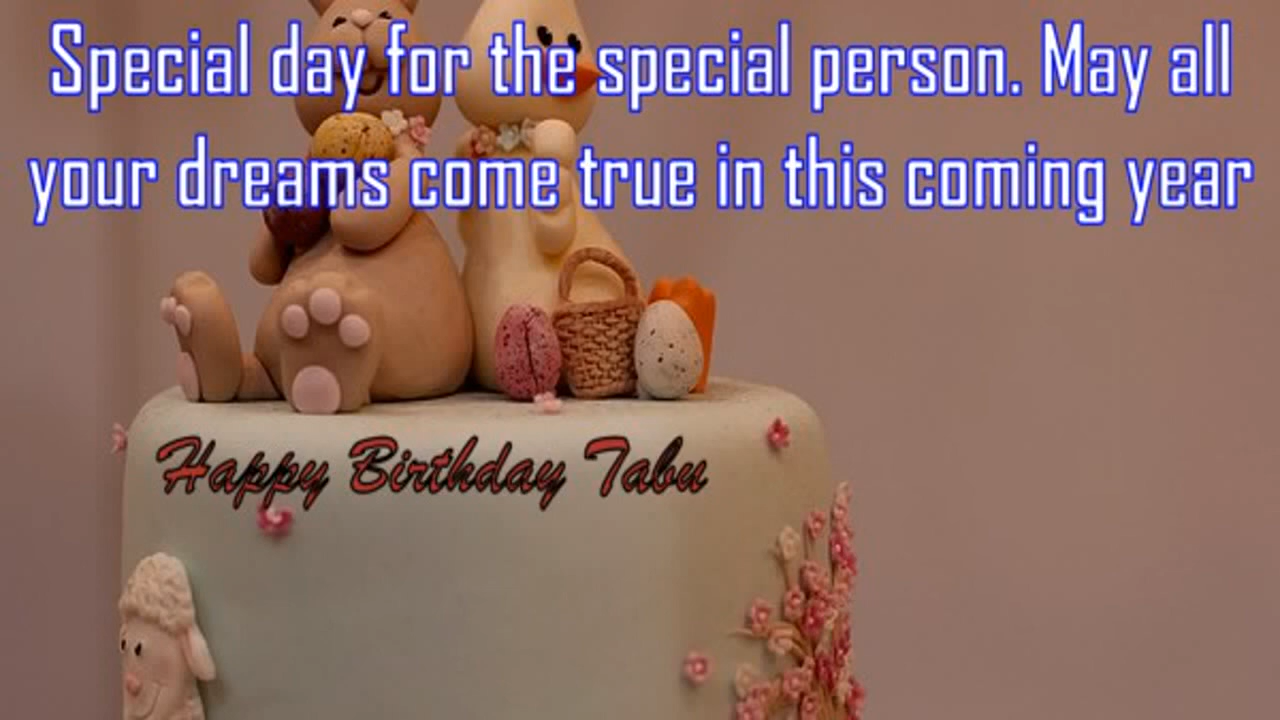 Special day for the special person. May all
your dreams come true in this coming year
Happy Birthday Tabu